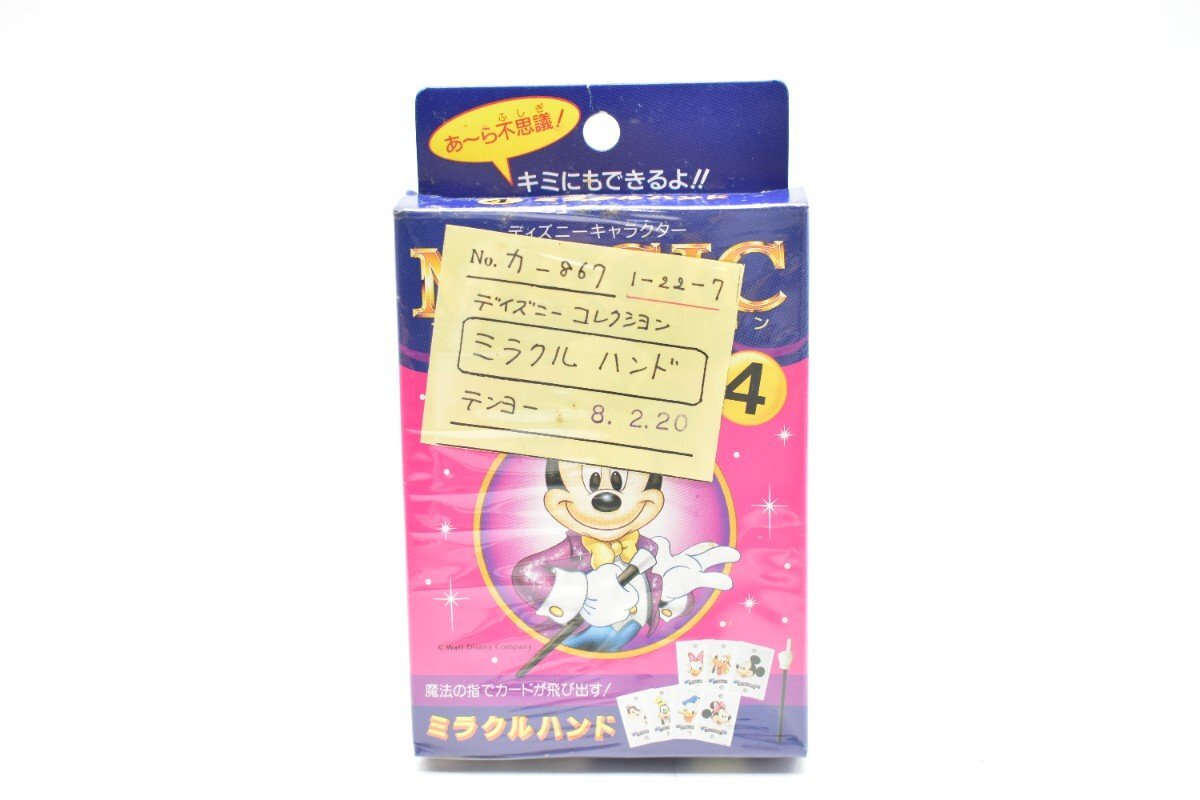 あ〜ら不思議!
ふしぎ
キミにもできるよ!!
ディズニーキャラクター
No. カ-867 1-22-7
デイズニー コレクション
ミラクル ハンド
テンヨー 8.2.20
ン
4
©Walt Disney Company
魔法の指でカードが飛び出す!
ミラクルハンド